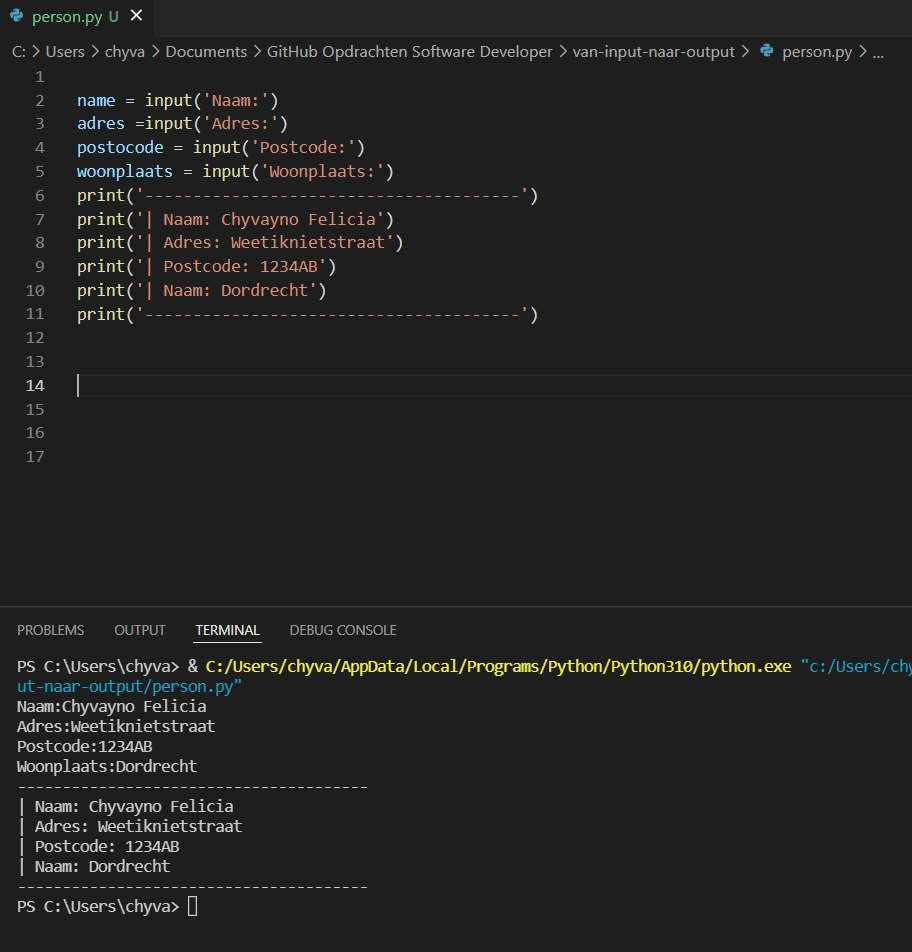 person.py U ×
C: > Users > chyva > Documents > GitHub Opdrachten Software Developer > van-input-naar-output > person.py > ...
1
2 name = input('Naam:')
3 adres =input('Adres:')
4 postocode = input('Postcode:')
5 woonplaats = input('Woonplaats:')
6 print('---------------------------------------')
7 print('| Naam: Chyvayno Felicia')
8 print('| Adres: Weetiknietstraat')
9 print('| Postcode: 1234AB')
10 print('| Naam: Dordrecht')
11 print('---------------------------------------')
12
13
14
15
16
17
PROBLEMS OUTPUT TERMINAL DEBUG CONSOLE
PS C:\Users\chyva> & C:/Users/chyva/AppData/Local/Programs/Python/Python310/python.exe "c:/Users/chy
ut-naar-output/person.py"
Naam:Chyvayno Felicia
Adres:Weetiknietstraat
Postcode:1234AB
Woonplaats:Dordrecht
---------------------------------------
| Naam: Chyvayno Felicia
| Adres: Weetiknietstraat
| Postcode: 1234AB
| Naam: Dordrecht
---------------------------------------
PS C:\Users\chyva>